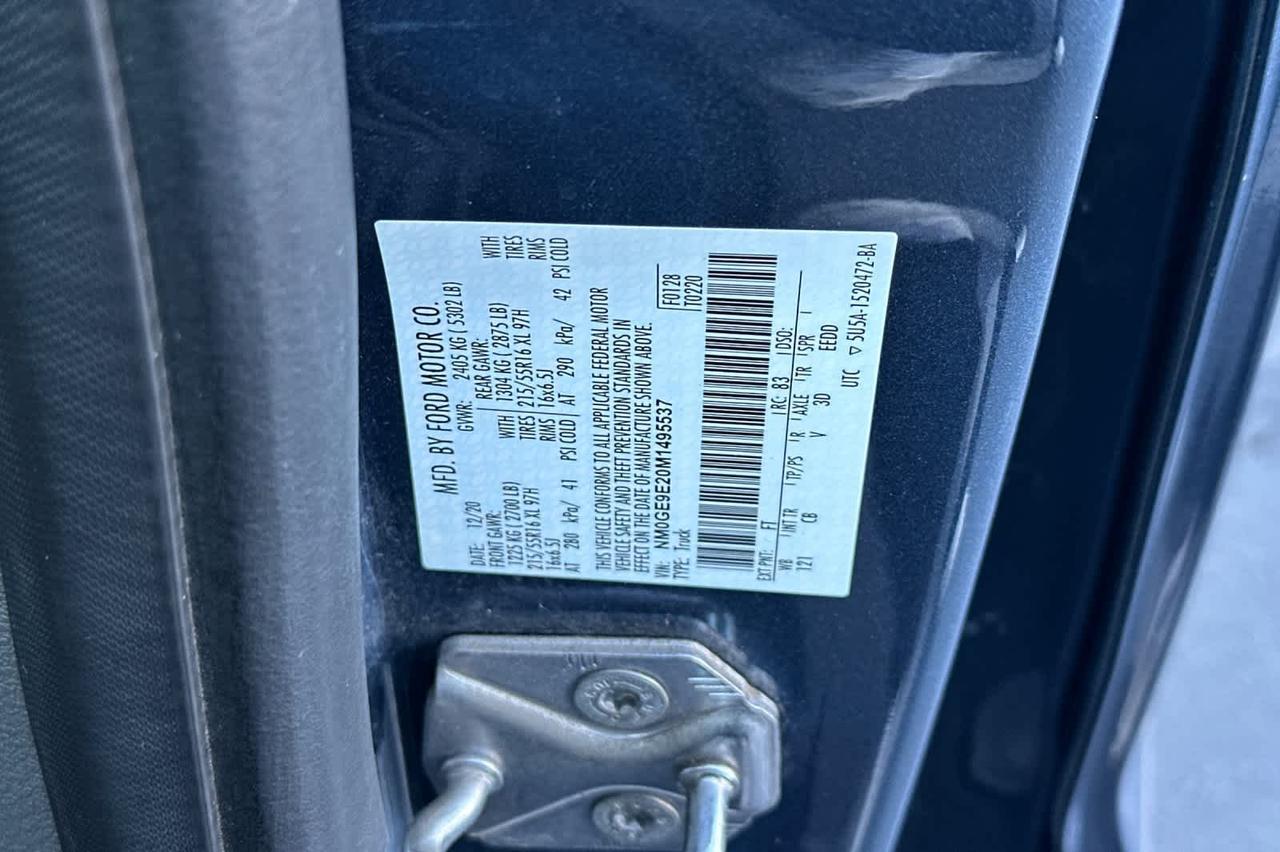 MFD. BY FORD MOTOR CO.
DATE: 12/20 GVWR: 2405 KG ( 5302 LB)
FRONT GAWR: REAR GAWR:
1225 KG ( 2700 LB) WITH 1304 KG ( 2875 LB) WITH
215/55R16 XL 97H TIRES 215/55R16 XL 97H TIRES
16x6.5J RIMS 16x6.5J RIMS
AT 280 kPa/ 41 PSI COLD AT 290 kPa/ 42 PSI COLD
THIS VEHICLE CONFORMS TO ALL APPLICABLE FEDERAL MOTOR
VEHICLE SAFETY AND THEFT PREVENTION STANDARDS IN
EFFECT ON THE DATE OF MANUFACTURE SHOWN ABOVE.
VIN: NM0GE9E20M1495537 F0128
TYPE: Truck T0220
EXT PNT: FT RC: 83 DSO:
WB INT TR TP/PS R AXLE TR SPR
121 CB V 3D EEDD
UTC ▽ 5U5A-1520472-BA